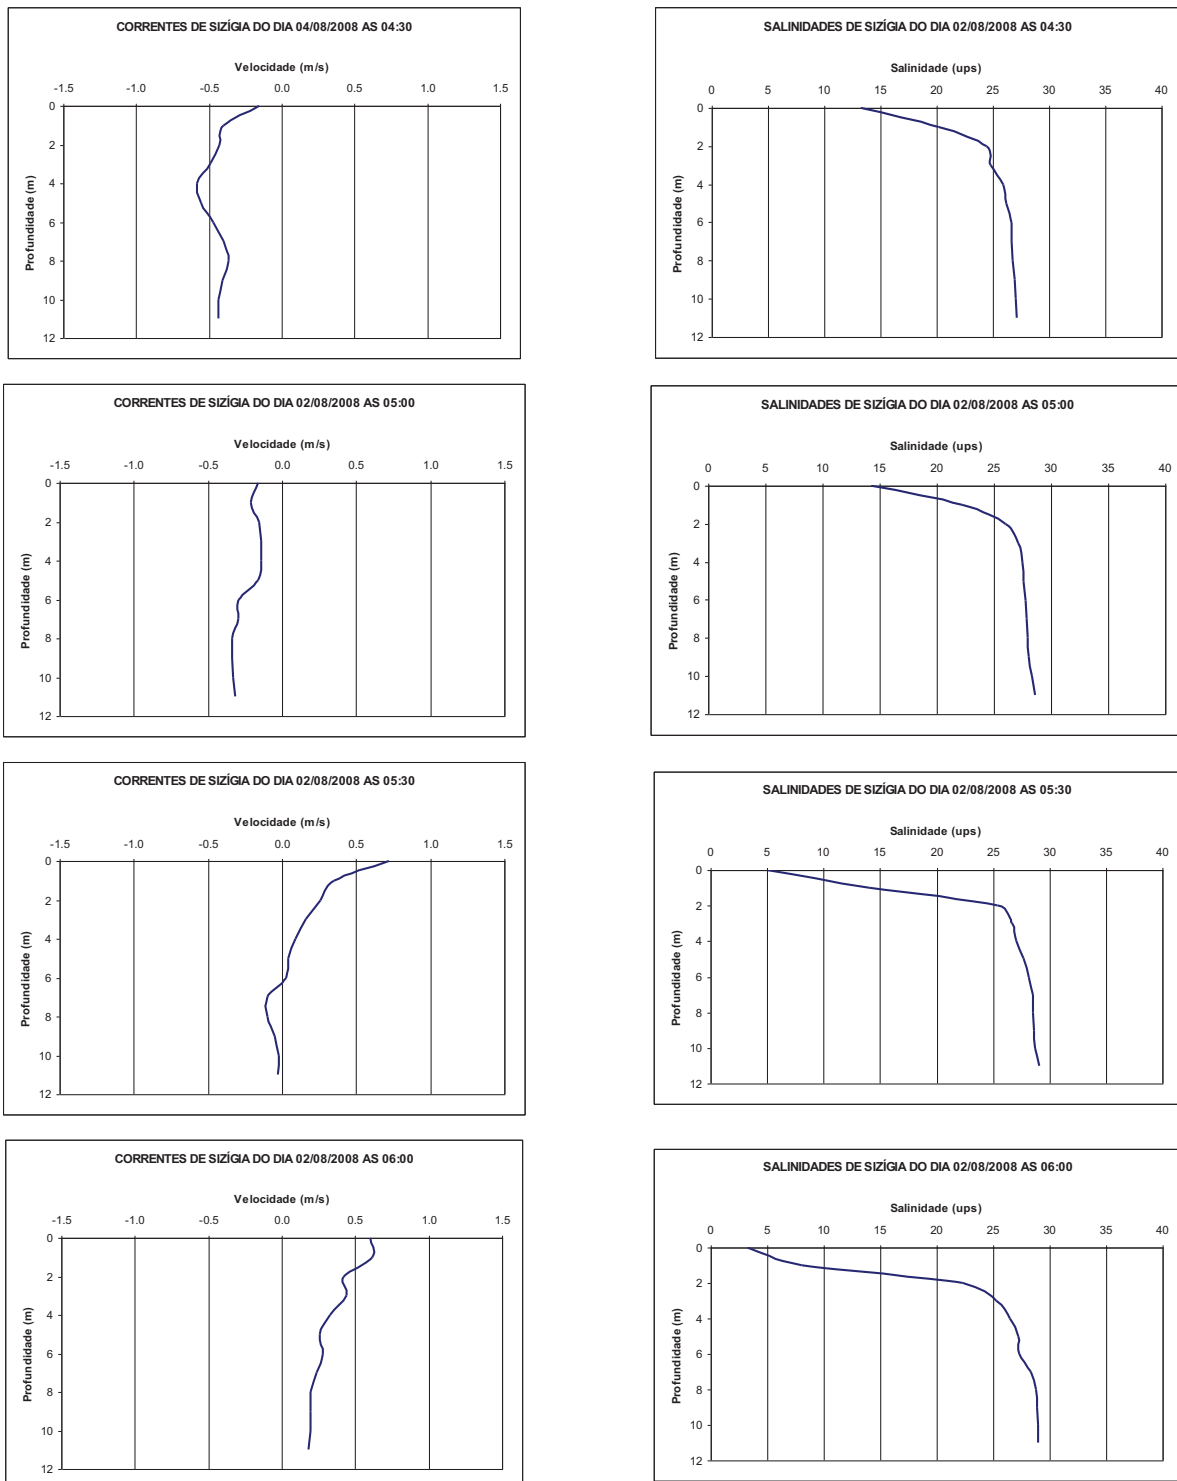 CORRENTES DE SIZÍGIA DO DIA 04/08/2008 AS 04:30
Velocidade (m/s)
-1.5 -1.0 -0.5 0.0 0.5 1.0 1.5
0
2
4
6
8
10
12
Profundidade (m)
SALINIDADES DE SIZÍGIA DO DIA 02/08/2008 AS 04:30
Salinidade (ups)
0 5 10 15 20 25 30 35 40
0
2
4
6
8
10
12
Profundidade (m)
CORRENTES DE SIZÍGIA DO DIA 02/08/2008 AS 05:00
Velocidade (m/s)
-1.5 -1.0 -0.5 0.0 0.5 1.0 1.5
0
2
4
6
8
10
12
Profundidade (m)
SALINIDADES DE SIZÍGIA DO DIA 02/08/2008 AS 05:00
Salinidade (ups)
0 5 10 15 20 25 30 35 40
0
2
4
6
8
10
12
Profundidade (m)
CORRENTES DE SIZÍGIA DO DIA 02/08/2008 AS 05:30
Velocidade (m/s)
-1.5 -1.0 -0.5 0.0 0.5 1.0 1.5
0
2
4
6
8
10
12
Profundidade (m)
SALINIDADES DE SIZÍGIA DO DIA 02/08/2008 AS 05:30
Salinidade (ups)
0 5 10 15 20 25 30 35 40
0
2
4
6
8
10
12
Profundidade (m)
CORRENTES DE SIZÍGIA DO DIA 02/08/2008 AS 06:00
Velocidade (m/s)
-1.5 -1.0 -0.5 0.0 0.5 1.0 1.5
0
2
4
6
8
10
12
Profundidade (m)
SALINIDADES DE SIZÍGIA DO DIA 02/08/2008 AS 06:00
Salinidade (ups)
0 5 10 15 20 25 30 35 40
0
2
4
6
8
10
12
Profundidade (m)